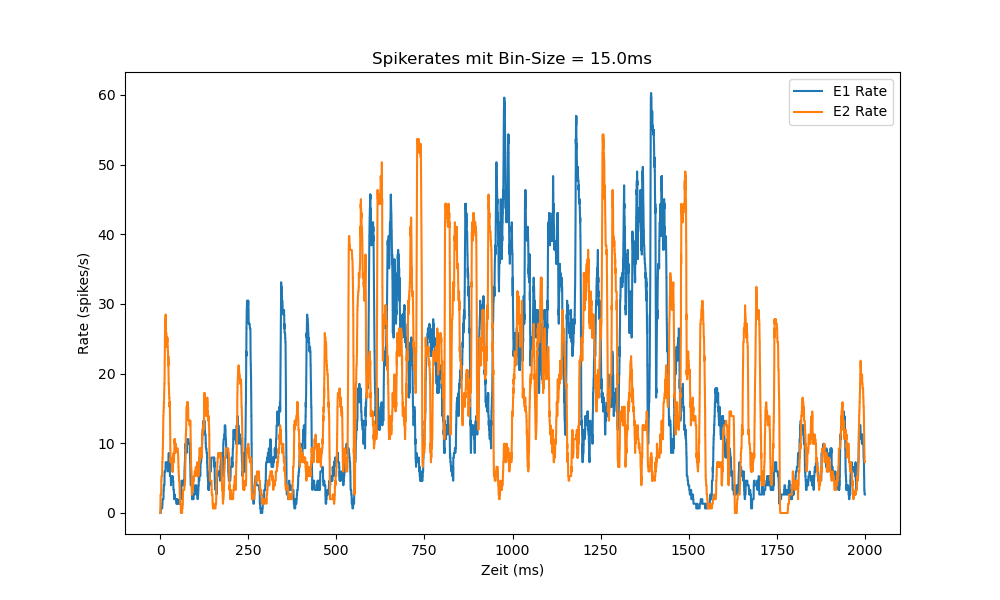 Spikerates mit Bin-Size = 15.0ms
E1 Rate
E2 Rate
60
50
40
30
20
10
0
Rate (spikes/s)
0 250 500 750 1000 1250 1500 1750 2000
Zeit (ms)